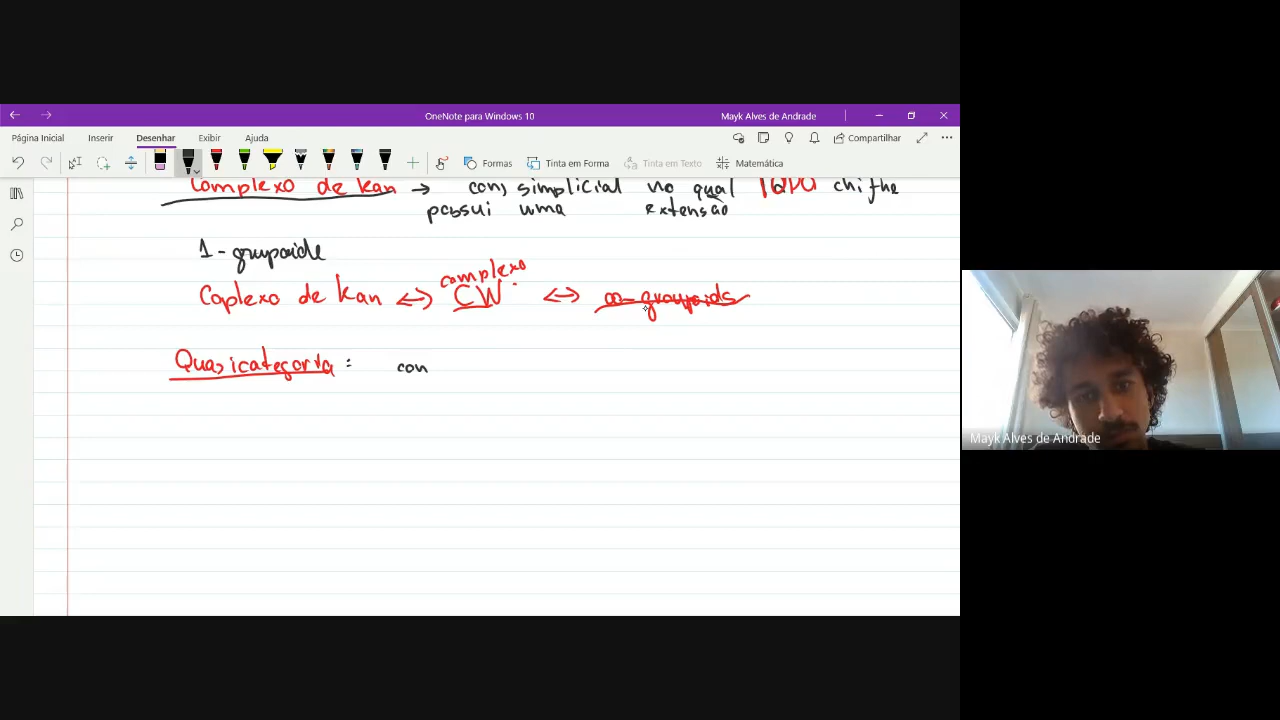 OneNote para Windows 10
Mayk Alves de Andrade
Página Inicial Inserir Desenhar Exibir Ajuda
Compartilhar
Formas Tinta em Forma Tinta em Texto Matemática
Complexo de Kan → conj simplicial no qual TODO chifre
possui uma extensão
1-grupoide
complexo
Coplexo de Kan ↔ CW ↔ ∞-groupoids
Quasicategoria : con
Mayk Alves de Andrade